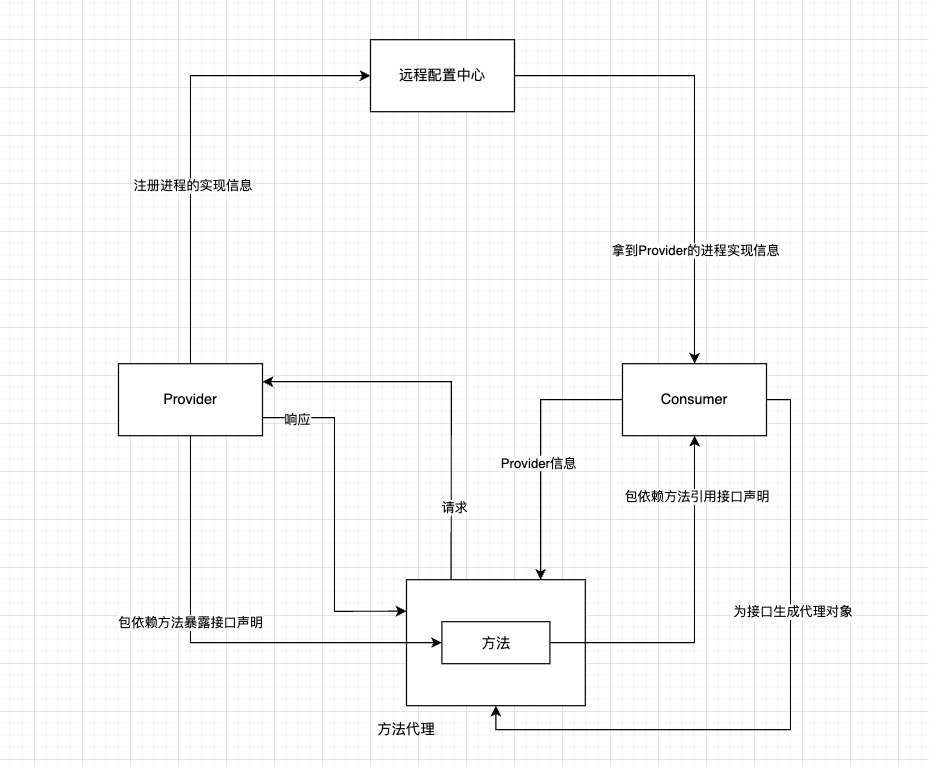 远程配置中心
注册进程的实现信息
拿到Provider的进程实现信息
Provider
Consumer
响应
Provider信息
包依赖方法引用接口声明
请求
为接口生成代理对象
包依赖方法暴露接口声明
方法
方法代理